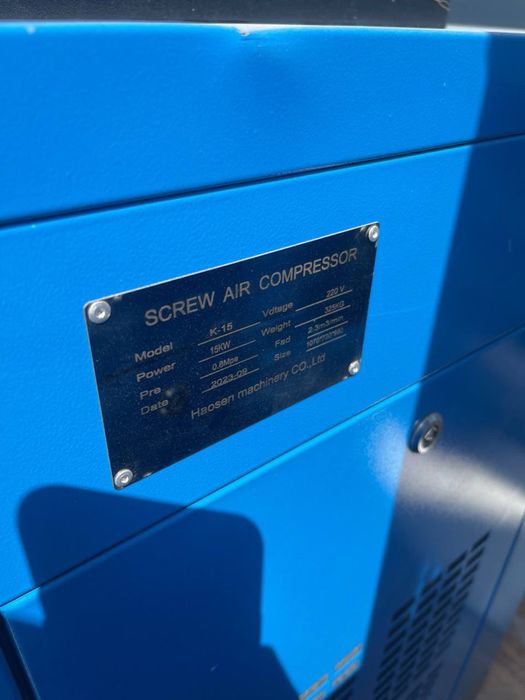 SCREW AIR COMPRESSOR
Model K-15 Vdtage 220 V
Power 15KW Weight 325KG
Pre 0.8Mpa Fad 2.3m3/min
Date 2023-09 Size
Haosen machinery CO.,Ltd